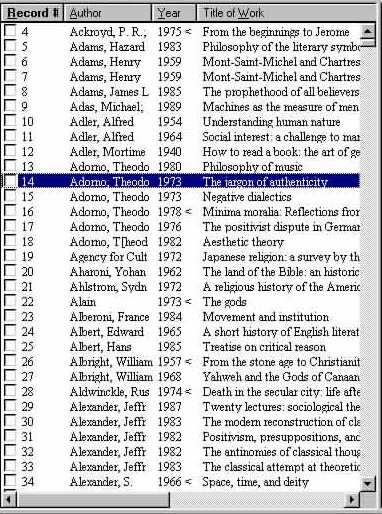 Record Author Year Title of Work
4 Ackroyd, P. R.; 1975 < From the beginnings to Jerome
5 Adams, Hazard 1983 Philosophy of the literary symbo
6 Adams, Henry 1959 Mont-Saint-Michel and Chartres
7 Adams, Henry 1959 Mont-Saint-Michel and Chartres
8 Adams, James L 1985 The prophethood of all believers
9 Adas, Michael; 1989 Machines as the measure of men
10 Adler, Alfred 1954 Understanding human nature
11 Adler, Alfred 1964 Social interest: a challenge to mar
12 Adler, Mortime 1940 How to read a book: the art of ge
13 Adorno, Theodo 1980 Philosophy of music
14 Adorno, Theodo 1973 The jargon of authenticity
15 Adorno, Theodo 1973 Negative dialectics
16 Adorno, Theodo 1978 < Minima moralia: Reflections fror
17 Adorno, Theodo 1976 The positivist dispute in German
18 Adorno, T[heod 1982 Aesthetic theory
19 Agency for Cult 1972 Japanese religion: a survey by th
20 Aharoni, Yohan 1962 The land of the Bible: an historic
21 Ahlstrom, Sydn 1972 A religious history of the Americ
22 Alain 1973 < The gods
23 Alberoni, France 1984 Movement and institution
24 Albert, Edward 1965 A short history of English literat
25 Albert, Hans 1985 Treatise on critical reason
26 Albright, William 1957 < From the stone age to Christianit
27 Albright, William 1968 Yahweh and the Gods of Canaan
28 Aldwinckle, Rus 1974 < Death in the secular city: life afte
29 Alexander, Jeffr 1987 Twenty lectures: sociological the
30 Alexander, Jeffr 1983 The modern reconstruction of cla
31 Alexander, Jeffr 1982 Positivism, presuppositions, and
32 Alexander, Jeffr 1982 The antinomies of classical thoug
33 Alexander, Jeffr 1983 The classical attempt at theoretic
34 Alexander, S. 1966 < Space, time, and deity